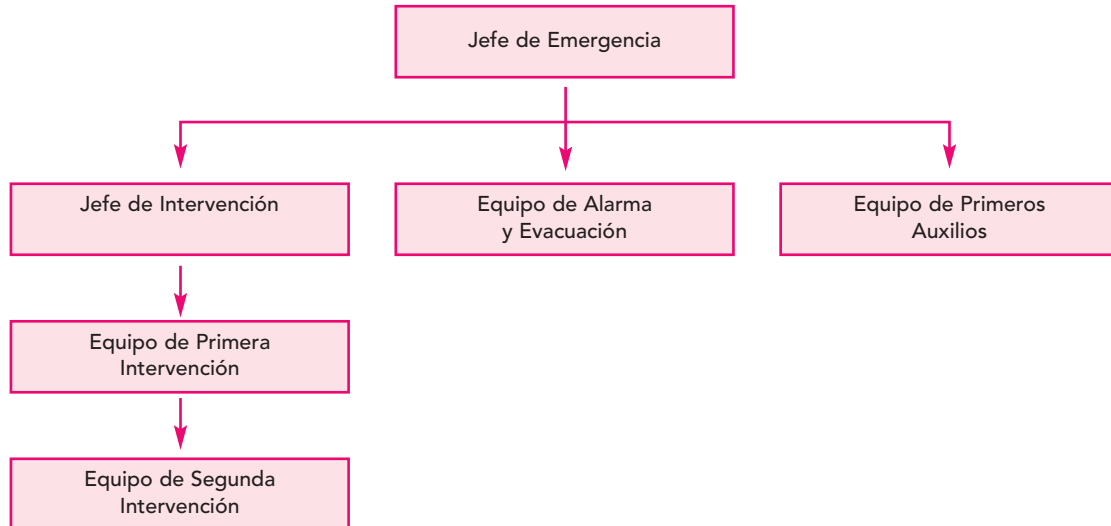 Jefe de Emergencia
Jefe de Intervención
Equipo de Alarma
y Evacuación
Equipo de Primeros
Auxilios
Equipo de Primera
Intervención
Equipo de Segunda
Intervención